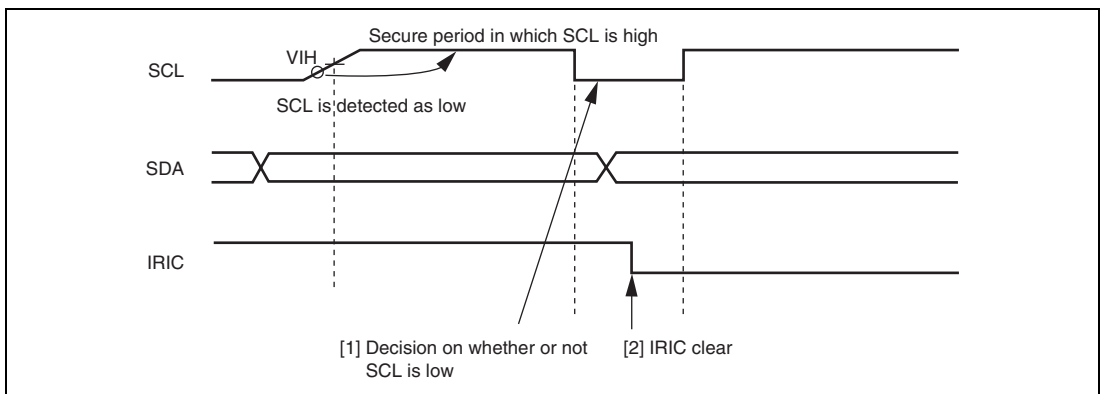 Secure period in which SCL is high
VIH
SCL
SCL is detected as low
SDA
IRIC
[1] Decision on whether or not
SCL is low
[2] IRIC clear